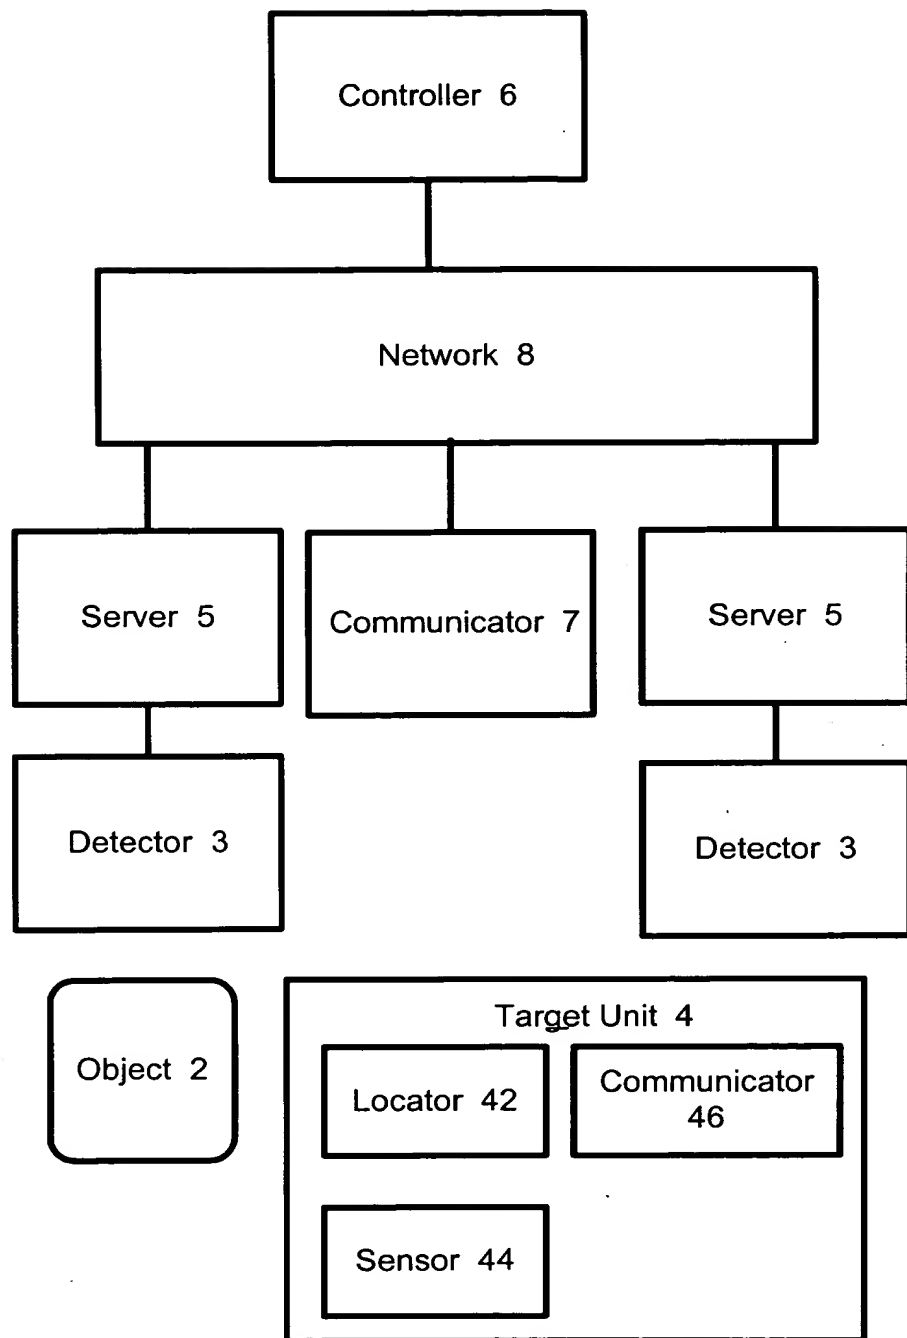 Controller 6
Network 8
Server 5
Communicator 7
Server 5
Detector 3
Detector 3
Object 2
Target Unit 4
Locator 42
Communicator
46
Sensor 44